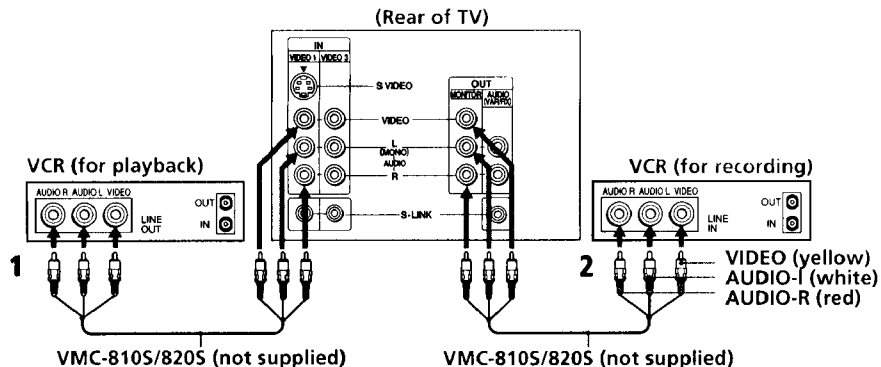 (Rear of TV)
IN
VIDEO 1 VIDEO 3
S VIDEO
VIDEO
L
(MONO)
AUDIO
R
S-LINK
OUT
MONITOR AUDIO
(VAR/FIX)
VCR (for playback)
AUDIO R AUDIO L VIDEO
LINE
OUT
OUT
IN
VCR (for recording)
AUDIO R AUDIO L VIDEO
LINE
IN
OUT
IN
1
2
VIDEO (yellow)
AUDIO-l (white)
AUDIO-R (red)
VMC-810S/820S (not supplied)
VMC-810S/820S (not supplied)